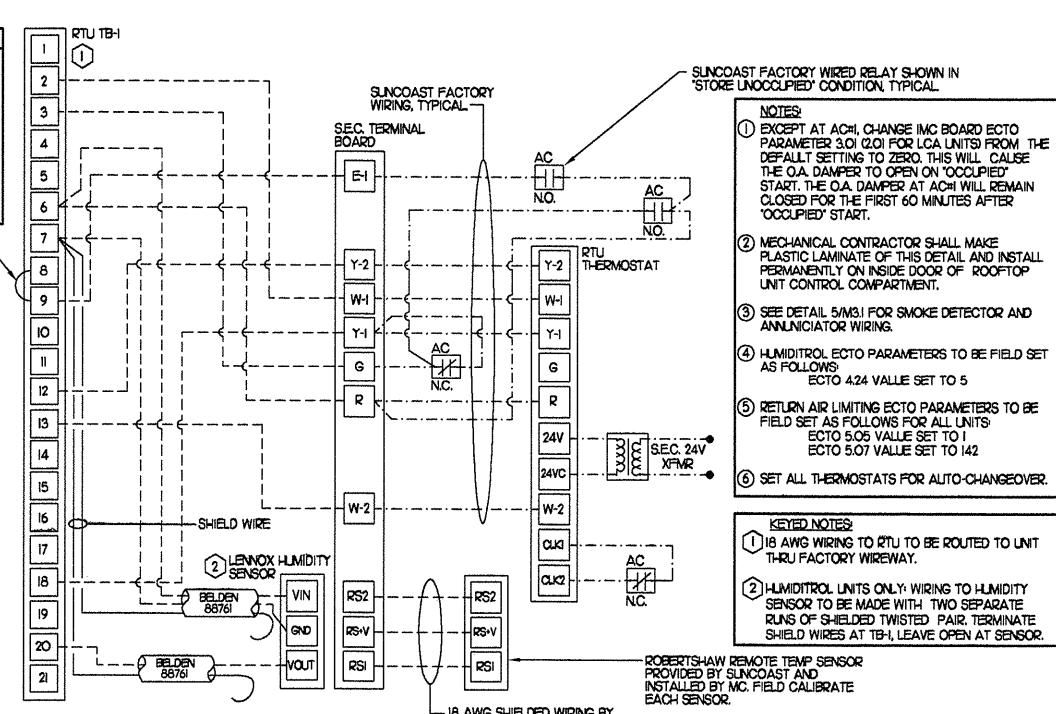 RTU TB-1
1
1
2
3
4
5
6
7
8
9
10
11
12
13
14
15
16
17
18
19
20
21
SHIELD WIRE
2 LENNOX HUMIDITY
SENSOR
BELDEN
88761
BELDEN
88761
VIN
GND
VOUT
SUNCOAST FACTORY
WIRING, TYPICAL
S.E.C. TERMINAL
BOARD
E-1
Y-2
W-1
Y-1
G
R
W-2
RS2
RS+V
RS1
AC
N.O.
AC
N.O.
AC
N.C.
RTU
THERMOSTAT
Y-2
W-1
Y-1
G
R
24V
24VC
W-2
CLK1
CLK2
S.E.C. 24V
XFMR
AC
N.C.
RS2
RS+V
RS1
SUNCOAST FACTORY WIRED RELAY SHOWN IN
"STORE UNOCCUPIED" CONDITION, TYPICAL
ROBERTSHAW REMOTE TEMP SENSOR
PROVIDED BY SUNCOAST AND
INSTALLED BY MC. FIELD CALIBRATE
EACH SENSOR.
18 AWG SHIELDED WIRING BY
NOTES:
1 EXCEPT AT AC#1, CHANGE IMC BOARD ECTO
PARAMETER 3.01 (2.01 FOR LCA UNITS) FROM THE
DEFAULT SETTING TO ZERO. THIS WILL CAUSE
THE O.A. DAMPER TO OPEN ON "OCCUPIED"
START. THE O.A. DAMPER AT AC#1 WILL REMAIN
CLOSED FOR THE FIRST 60 MINUTES AFTER
"OCCUPIED" START.
2 MECHANICAL CONTRACTOR SHALL MAKE
PLASTIC LAMINATE OF THIS DETAIL AND INSTALL
PERMANENTLY ON INSIDE DOOR OF ROOFTOP
UNIT CONTROL COMPARTMENT.
3 SEE DETAIL 5/M3.1 FOR SMOKE DETECTOR AND
ANNUNICIATOR WIRING.
4 HUMIDITROL ECTO PARAMETERS TO BE FIELD SET
AS FOLLOWS:
ECTO 4.24 VALUE SET TO 5
5 RETURN AIR LIMITING ECTO PARAMETERS TO BE
FIELD SET AS FOLLOWS FOR ALL UNITS:
ECTO 5.05 VALUE SET TO 1
ECTO 5.07 VALUE SET TO 142
6 SET ALL THERMOSTATS FOR AUTO-CHANGEOVER.
KEYED NOTES:
1 18 AWG WIRING TO RTU TO BE ROUTED TO UNIT
THRU FACTORY WIREWAY.
2 HUMIDITROL UNITS ONLY: WIRING TO HUMIDITY
SENSOR TO BE MADE WITH TWO SEPARATE
RUNS OF SHIELDED TWISTED PAIR. TERMINATE
SHIELD WIRES AT TB-1, LEAVE OPEN AT SENSOR.